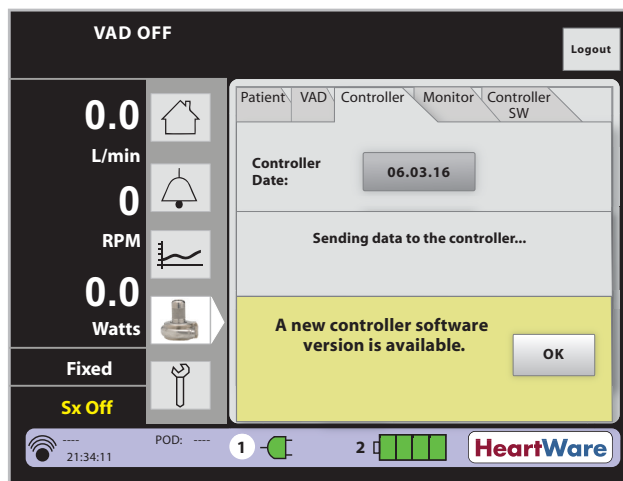 VAD OFF
Logout
0.0
L/min
0
RPM
0.0
Watts
Fixed
Sx Off
Patient
VAD
Controller
Monitor
Controller
SW
Controller
Date:
06.03.16
Sending data to the controller...
A new controller software
version is available.
OK
----
21:34:11
POD: ----
1
2
HeartWare